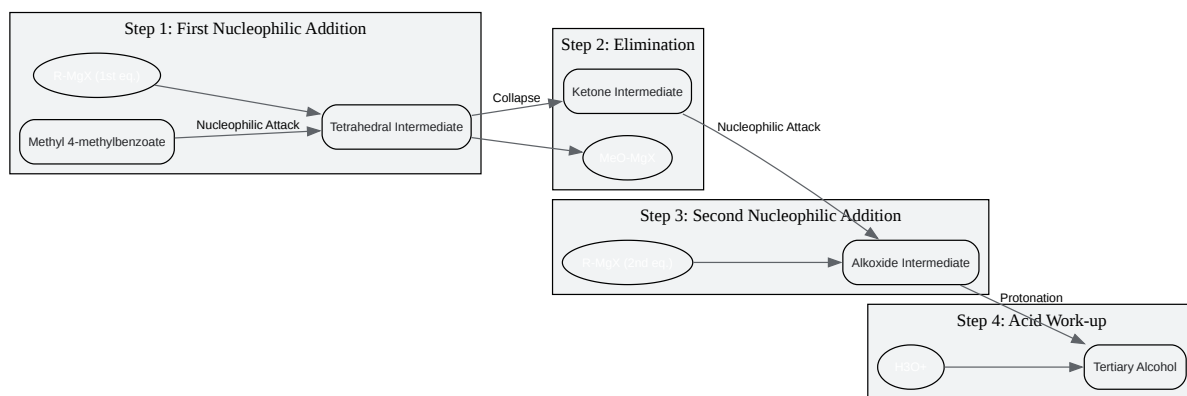 Step 1: First Nucleophilic Addition
R-MgX (1st eq.)
Methyl 4-methylbenzoate
Nucleophilic Attack
Tetrahedral Intermediate
Collapse
Step 2: Elimination
Ketone Intermediate
MeO-MgX
Nucleophilic Attack
Step 3: Second Nucleophilic Addition
R-MgX (2nd eq.)
Alkoxide Intermediate
Protonation
Step 4: Acid Work-up
H3O+
Tertiary Alcohol